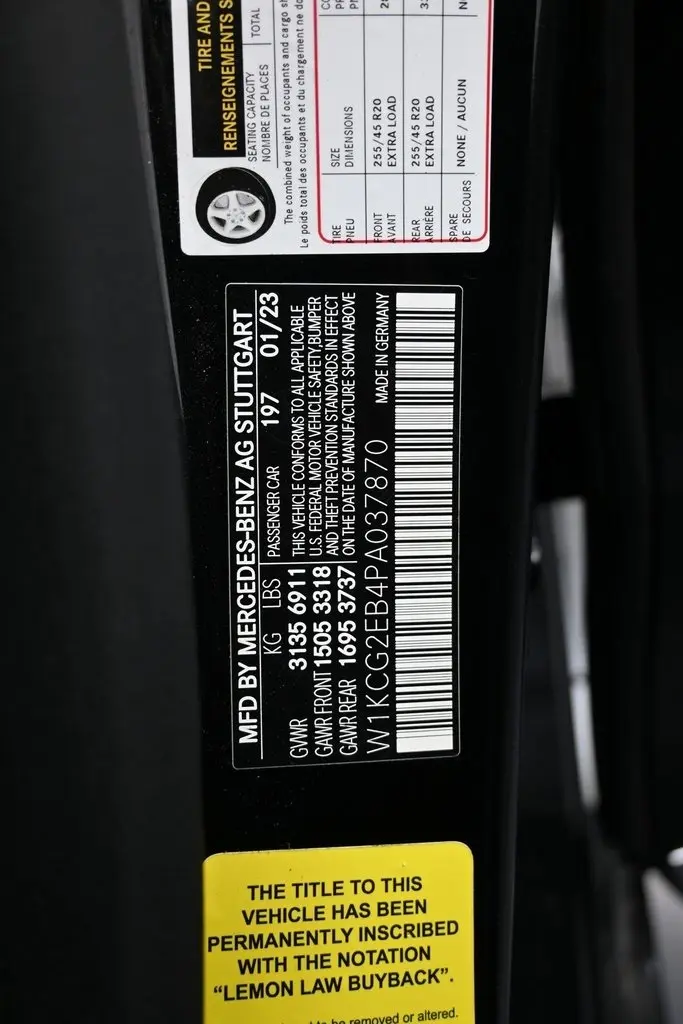 TIRE AND
RENSEIGNEMENTS S
SEATING CAPACITY
NOMBRE DE PLACES
TOTAL
The combined weight of occupants and cargo
Le poids total des occupants et du chargement ne
TIRE
PNEU
SIZE
DIMENSIONS
FRONT
AVANT
255/45 R20
EXTRA LOAD
REAR
ARRIÈRE
255/45 R20
EXTRA LOAD
SPARE
DE SECOURS
NONE / AUCUN
MFD BY MERCEDES-BENZ AG STUTTGART
KG LBS PASSENGER CAR 197 01/23
GVWR 3135 6911 THIS VEHICLE CONFORMS TO ALL APPLICABLE
GAWR FRONT 1505 3318 U.S. FEDERAL MOTOR VEHICLE SAFETY,BUMPER
GAWR REAR 1695 3737 AND THEFT PREVENTION STANDARDS IN EFFECT
ON THE DATE OF MANUFACTURE SHOWN ABOVE
W1KCG2EB4PA037870 MADE IN GERMANY
THE TITLE TO THIS
VEHICLE HAS BEEN
PERMANENTLY INSCRIBED
WITH THE NOTATION
“LEMON LAW BUYBACK”.
to be removed or altered.